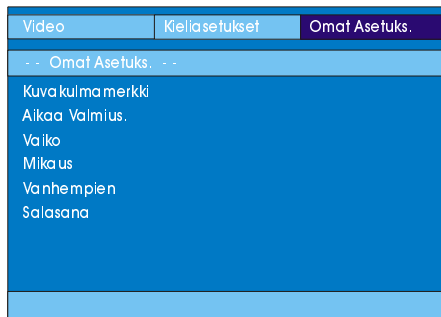 Video Kieliasetukset Omat Asetuks.
- - Omat Asetuks. - -
Kuvakulmamerkki
Aikaa Valmius.
Vaiko
Mikaus
Vanhempien
Salasana